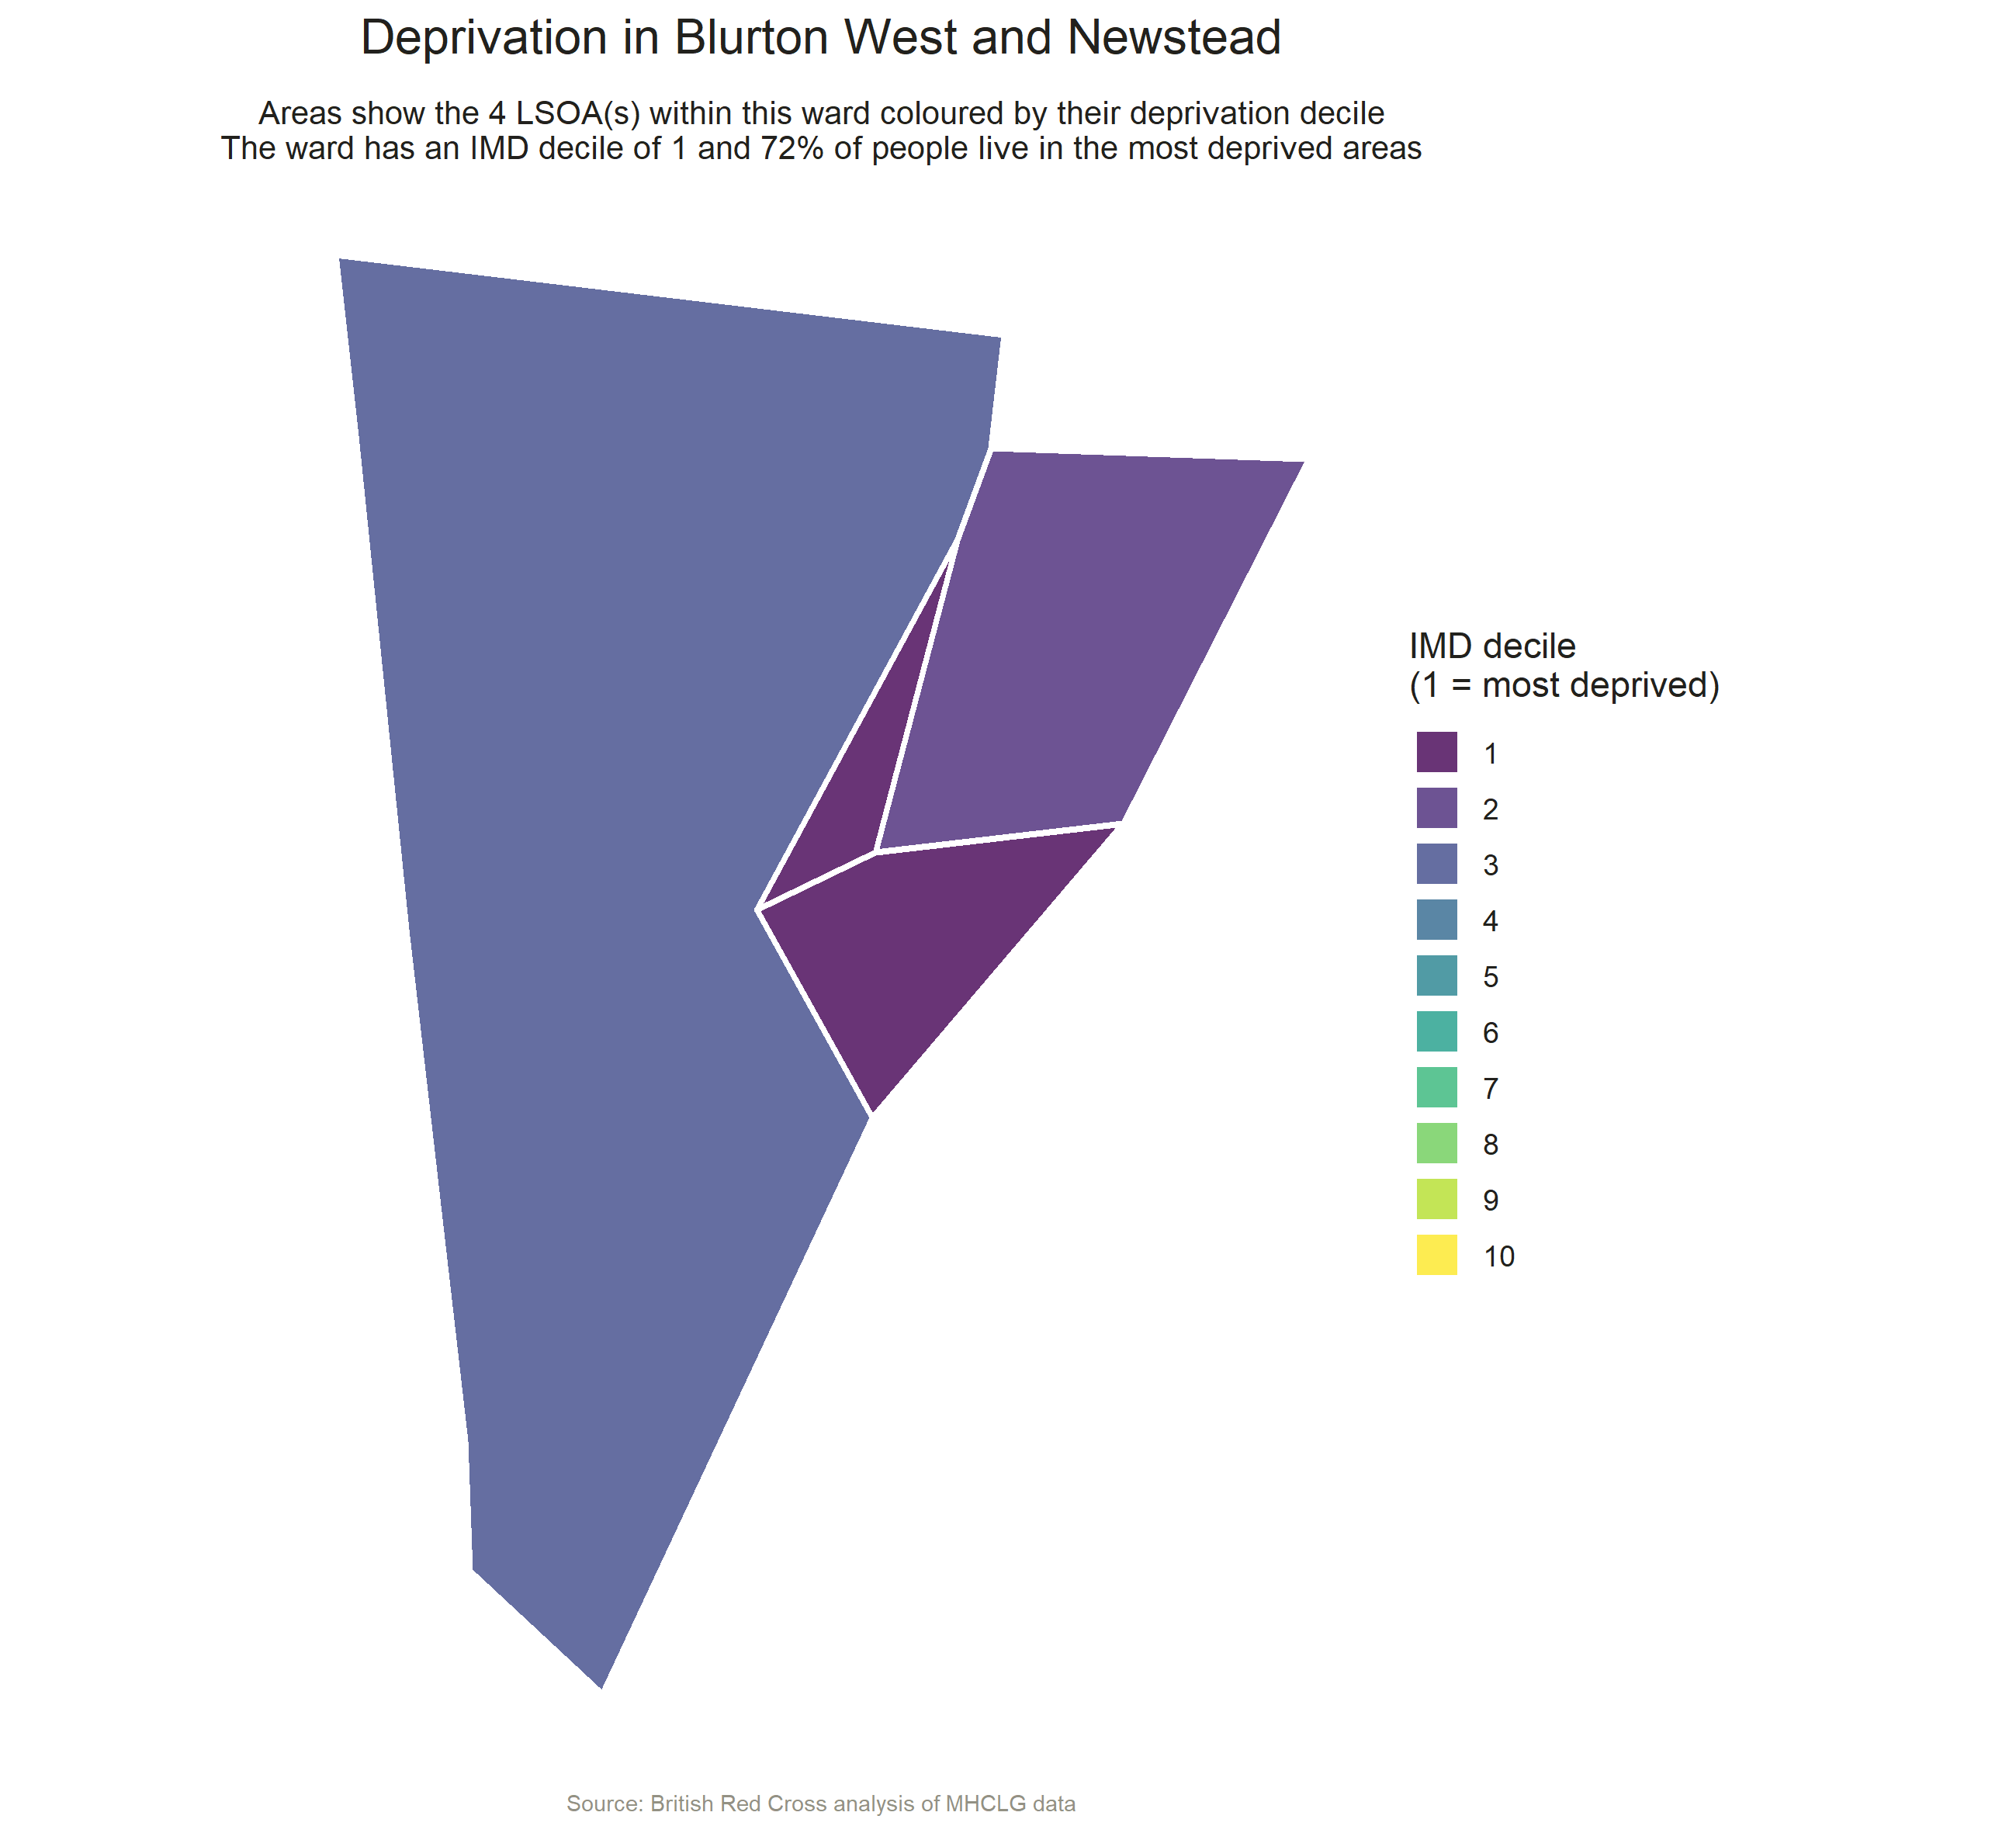 Deprivation in Blurton West and Newstead
Areas show the 4 LSOA(s) within this ward coloured by their deprivation decile
The ward has an IMD decile of 1 and 72% of people live in the most deprived areas
IMD decile
(1 = most deprived)
1
2
3
4
5
6
7
8
9
10
Source: British Red Cross analysis of MHCLG data